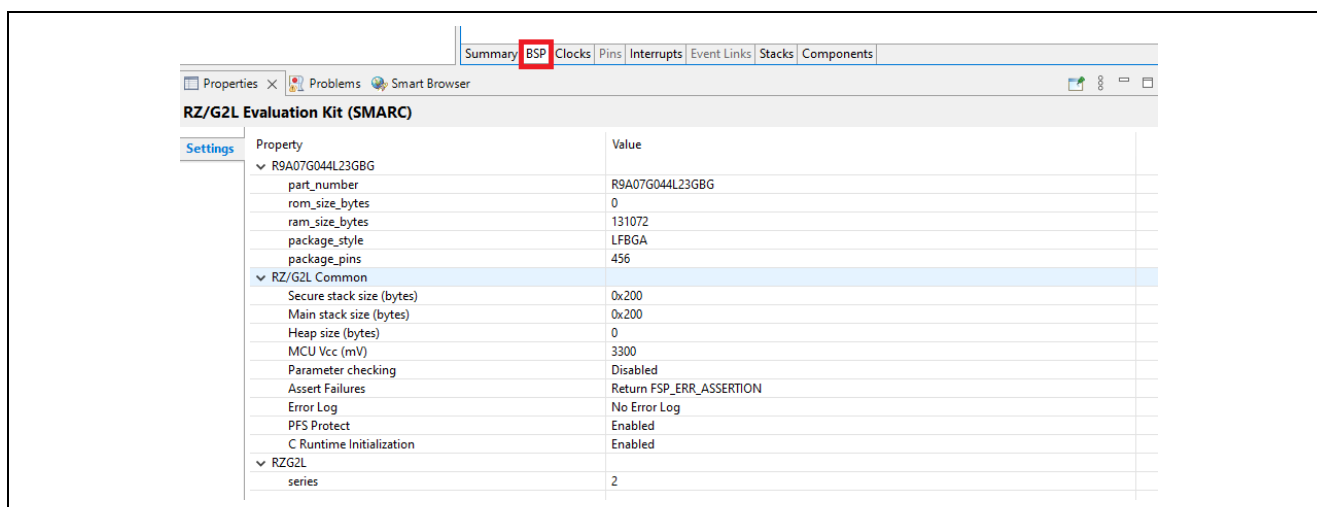 Summary BSP Clocks Pins Interrupts Event Links Stacks Components
Properties Problems Smart Browser
RZ/G2L Evaluation Kit (SMARC)
Settings Property Value
R9A07G044L23GBG
part_number R9A07G044L23GBG
rom_size_bytes 0
ram_size_bytes 131072
package_style LFBGA
package_pins 456
RZ/G2L Common
Secure stack size (bytes) 0x200
Main stack size (bytes) 0x200
Heap size (bytes) 0
MCU Vcc (mV) 3300
Parameter checking Disabled
Assert Failures Return FSP_ERR_ASSERTION
Error Log No Error Log
PFS Protect Enabled
C Runtime Initialization Enabled
RZG2L
series 2